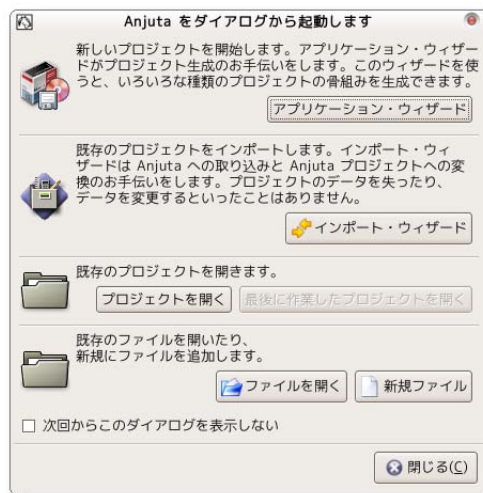 Anjuta をダイアログから起動します
新しいプロジェクトを開始します。アプリケーション・ウィザー
ドがプロジェクト生成のお手伝いをします。このウィザードを使
うと、いろいろな種類のプロジェクトの骨組みを生成できます。
アプリケーション・ウィザード
既存のプロジェクトをインポートします。インポート・ウィ
ザードは Anjuta への取り込みと Anjuta プロジェクトへの変
換のお手伝いをします。プロジェクトのデータを失ったり、
データを変更するといったことはありません。
インポート・ウィザード
既存のプロジェクトを開きます。
プロジェクトを開く 最後に作業したプロジェクトを開く
既存のファイルを開いたり、
新規にファイルを追加します。
ファイルを開く 新規ファイル
次回からこのダイアログを表示しない
閉じる(C)